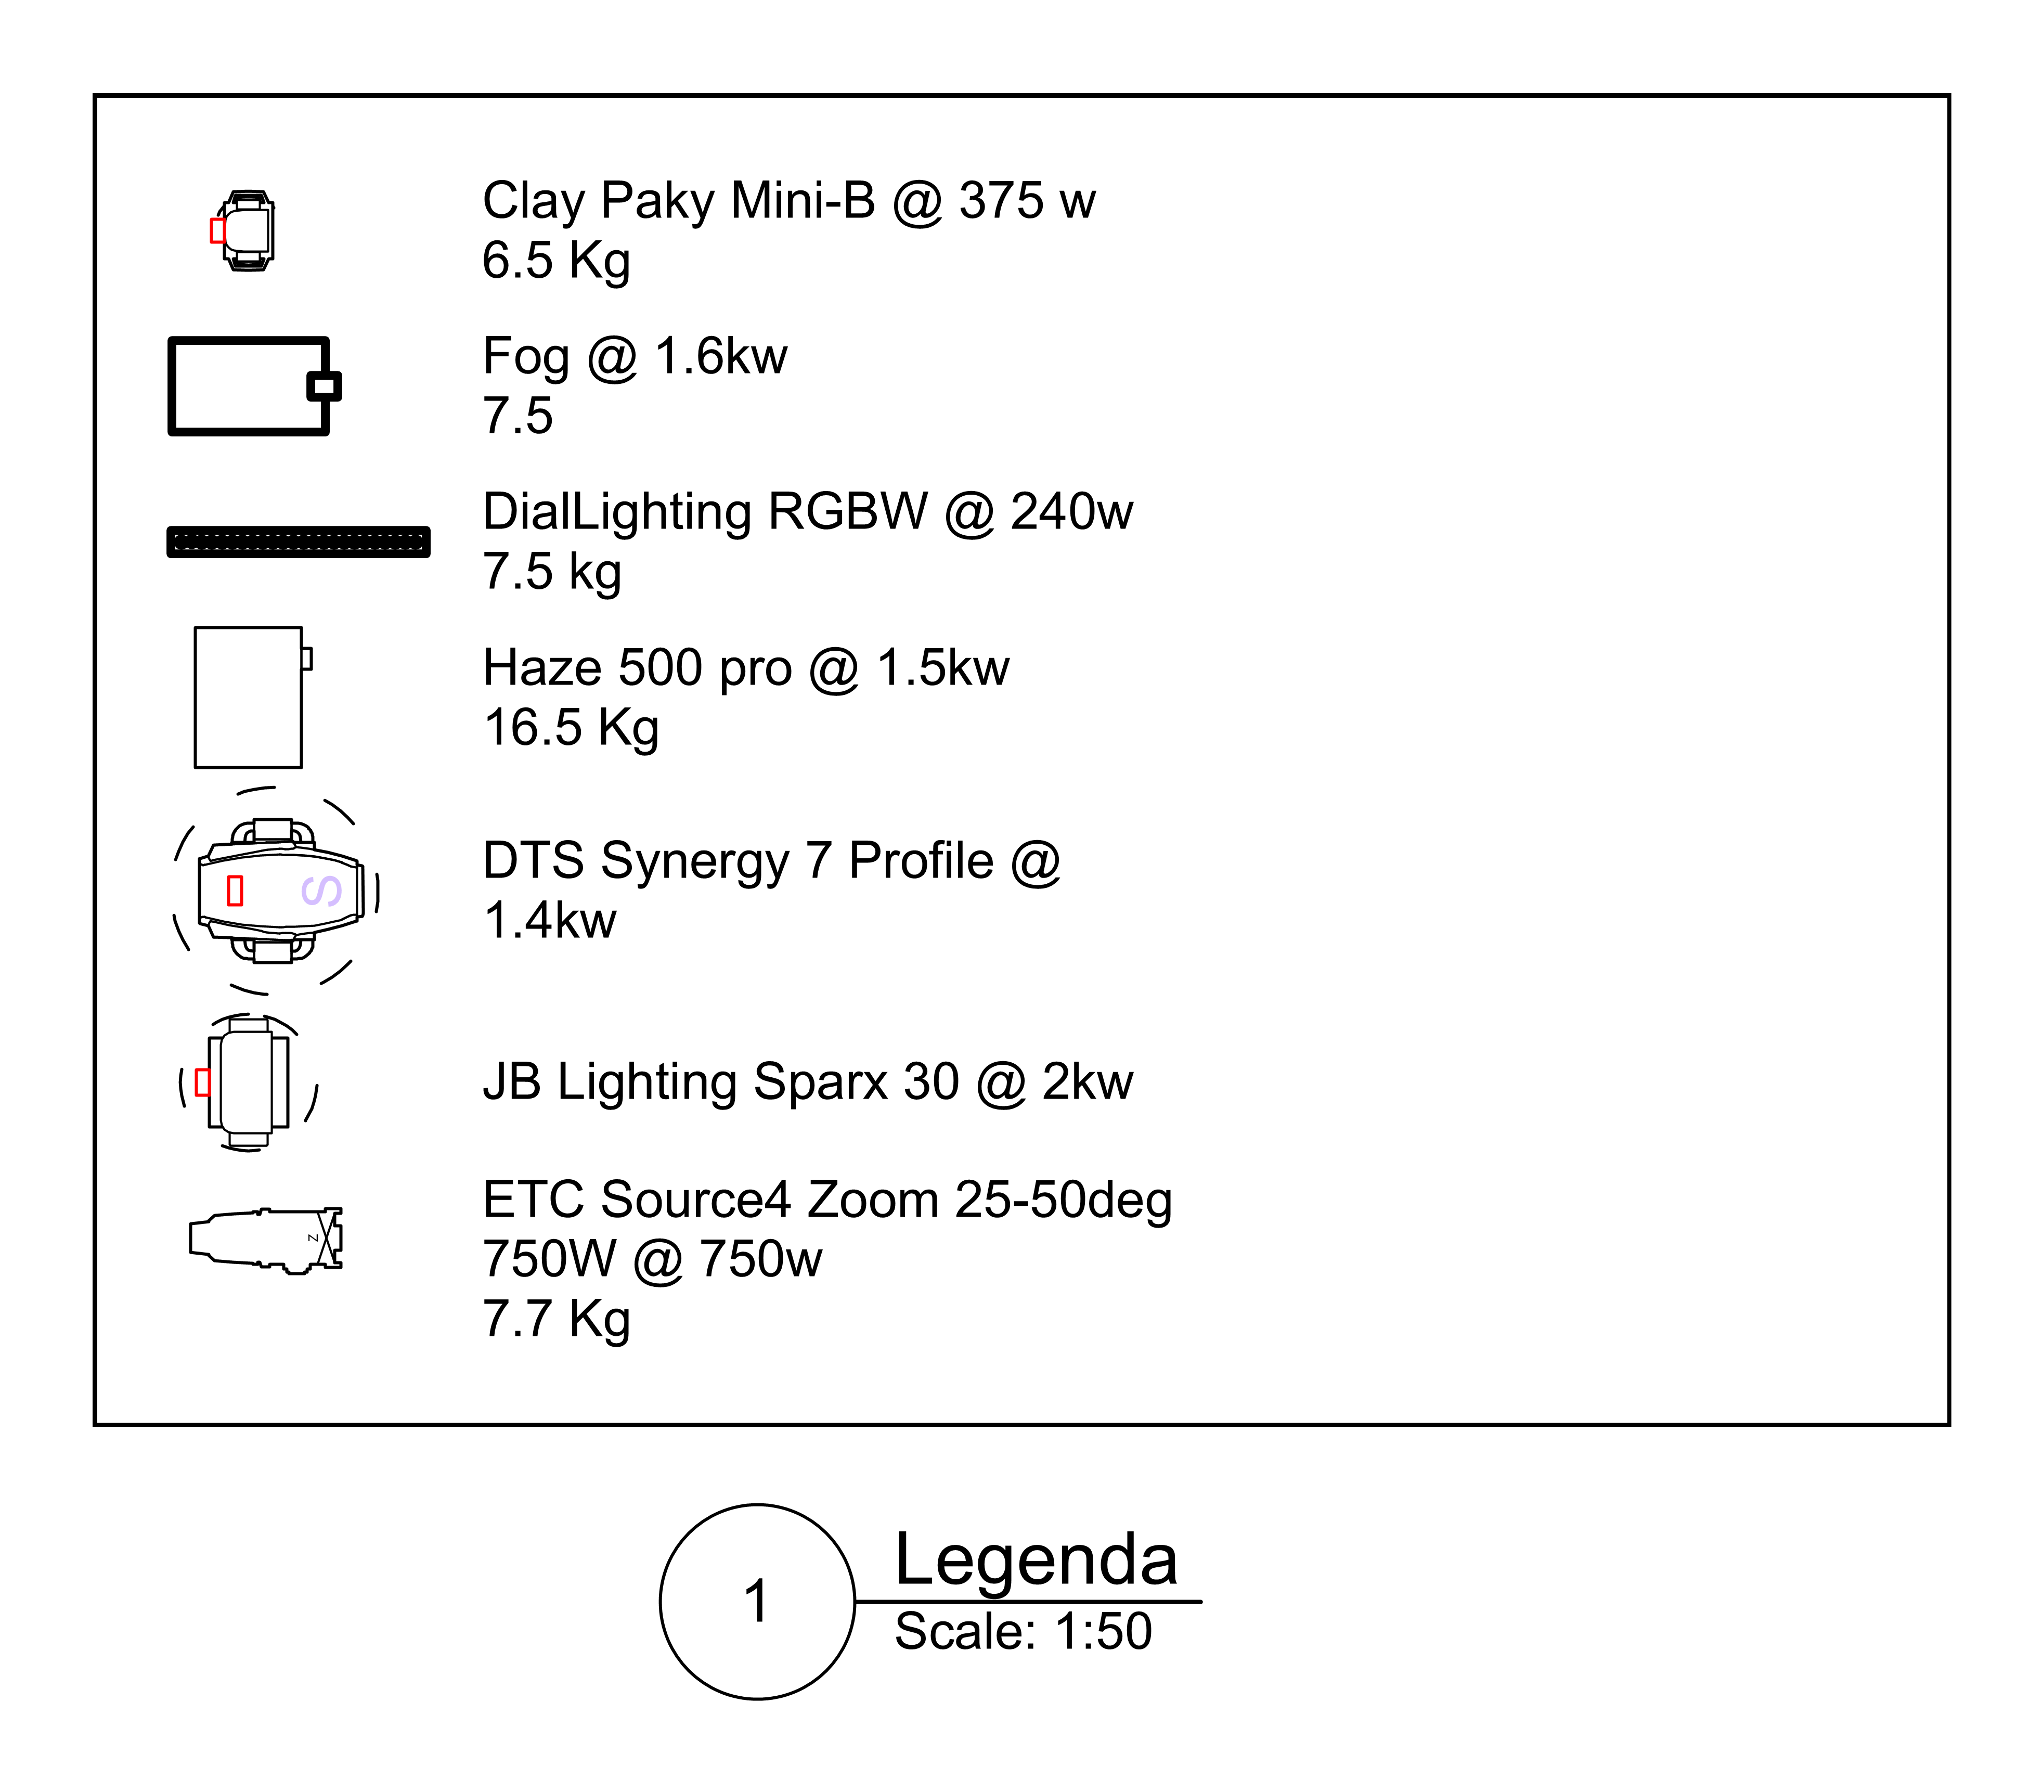 Clay Paky Mini-B @ 375 w
6.5 Kg
Fog @ 1.6kw
7.5
DialLighting RGBW @ 240w
7.5 kg
Haze 500 pro @ 1.5kw
16.5 Kg
S
DTS Synergy 7 Profile @
1.4kw
JB Lighting Sparx 30 @ 2kw
Z
ETC Source4 Zoom 25-50deg
750W @ 750w
7.7 Kg
1
Legenda
Scale: 1:50